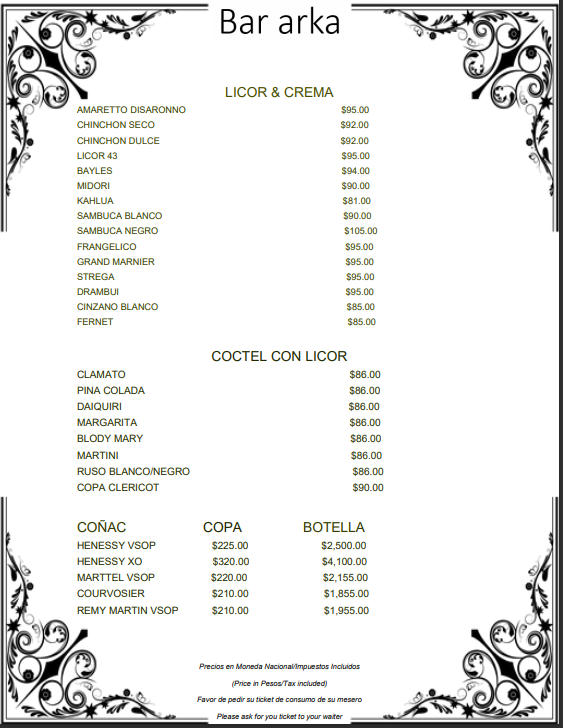 Bar arka
LICOR & CREMA
AMARETTO DISARONNO $95.00
CHINCHON SECO $92.00
CHINCHON DULCE $92.00
LICOR 43 $95.00
BAYLES $94.00
MIDORI $90.00
KAHLUA $81.00
SAMBUCA BLANCO $90.00
SAMBUCA NEGRO $105.00
FRANGELICO $95.00
GRAND MARNIER $95.00
STREGA $95.00
DRAMBUI $95.00
CINZANO BLANCO $85.00
FERNET $85.00
COCTEL CON LICOR
CLAMATO $86.00
PINA COLADA $86.00
DAIQUIRI $86.00
MARGARITA $86.00
BLODY MARY $86.00
MARTINI $86.00
RUSO BLANCO/NEGRO $86.00
COPA CLERICOT $90.00
COÑAC COPA BOTELLA
HENESSY VSOP $225.00 $2,500.00
HENESSY XO $320.00 $4,100.00
MARTTEL VSOP $220.00 $2,155.00
COURVOSIER $210.00 $1,855.00
REMY MARTIN VSOP $210.00 $1,955.00
Precios en Moneda Nacional/Impuestos Incluidos
(Price in Pesos/Tax included)
Favor de pedir su ticket de consumo de su mesero
Please ask for you ticket to your waiter